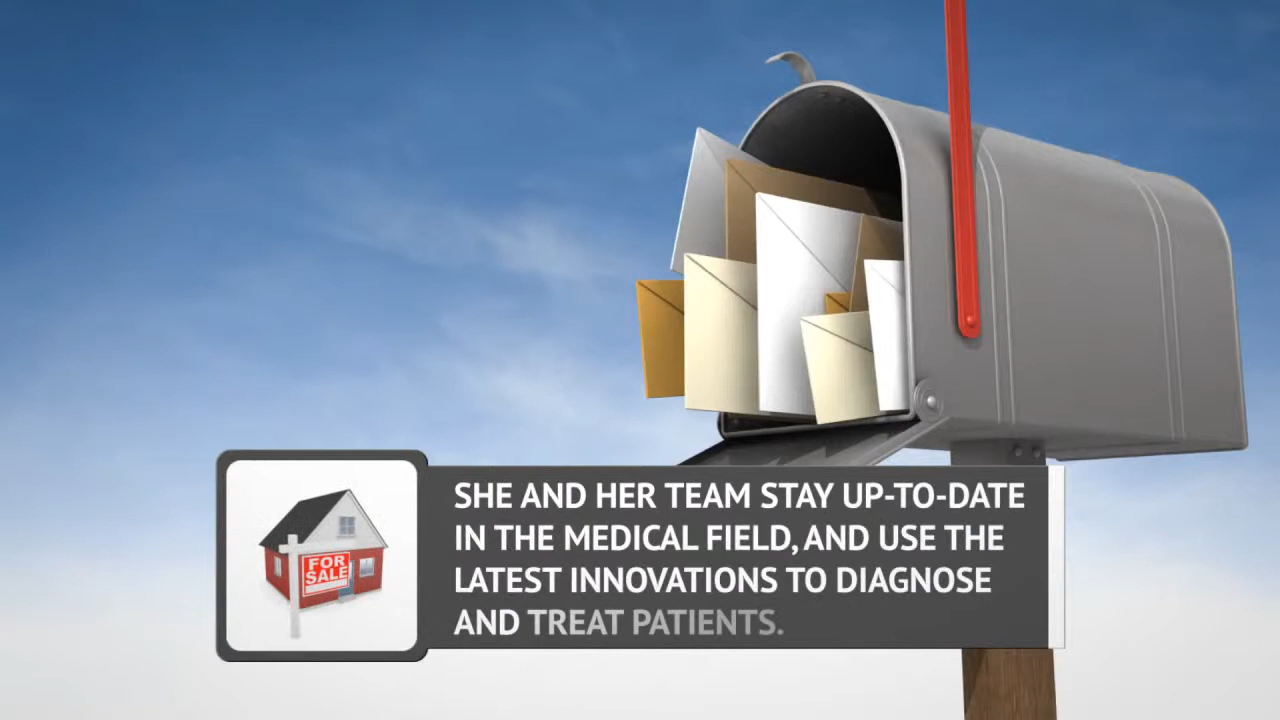 FOR
SALE
SHE AND HER TEAM STAY UP-TO-DATE
IN THE MEDICAL FIELD, AND USE THE
LATEST INNOVATIONS TO DIAGNOSE
AND TREAT PATIENTS.